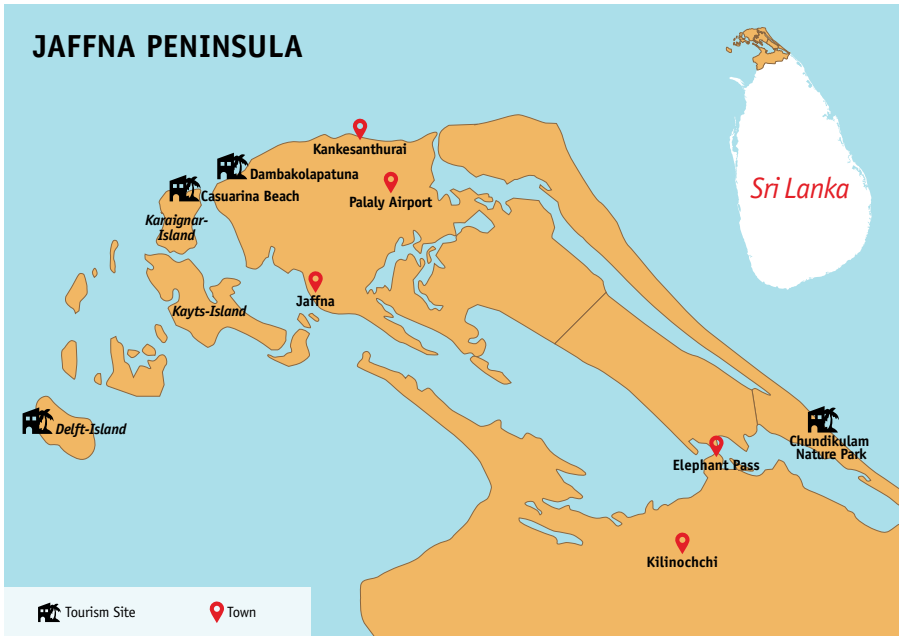 JAFFNA PENINSULA
Sri Lanka
Kankesanthurai
Dambakolapatuna
Casuarina Beach
Palaly Airport
Karaignar-
Island
Jaffna
Kayts-Island
Delft-Island
Chundikulam
Nature Park
Elephant Pass
Kilinochchi
Tourism Site
Town